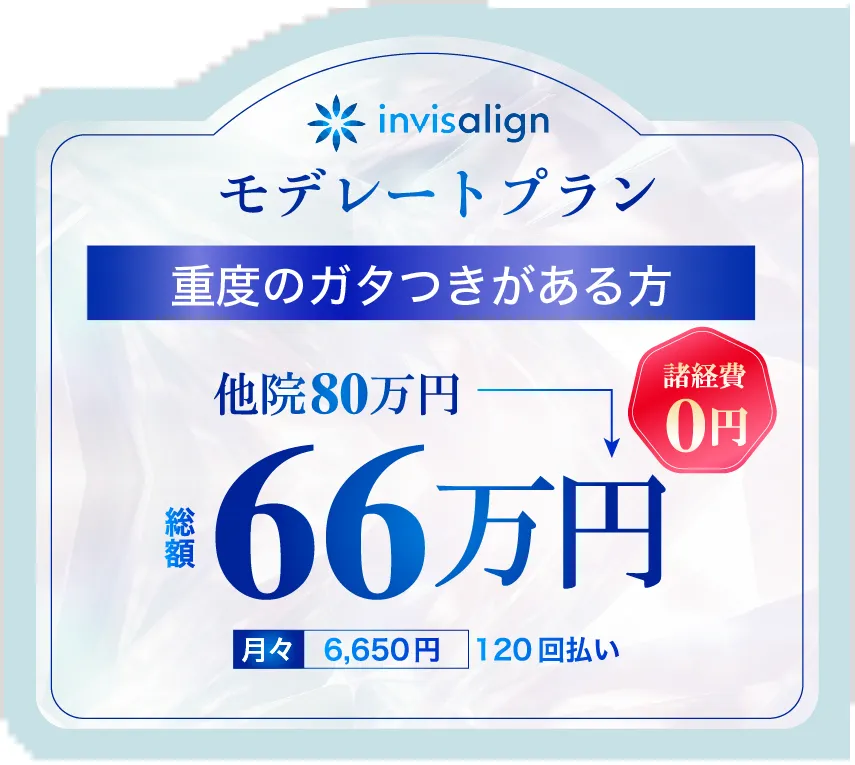 invisalign
モデレートプラン
重度のガタつきがある方
他院80万円
諸経費
0円
総額
66万円
月々 6,650円 120回払い